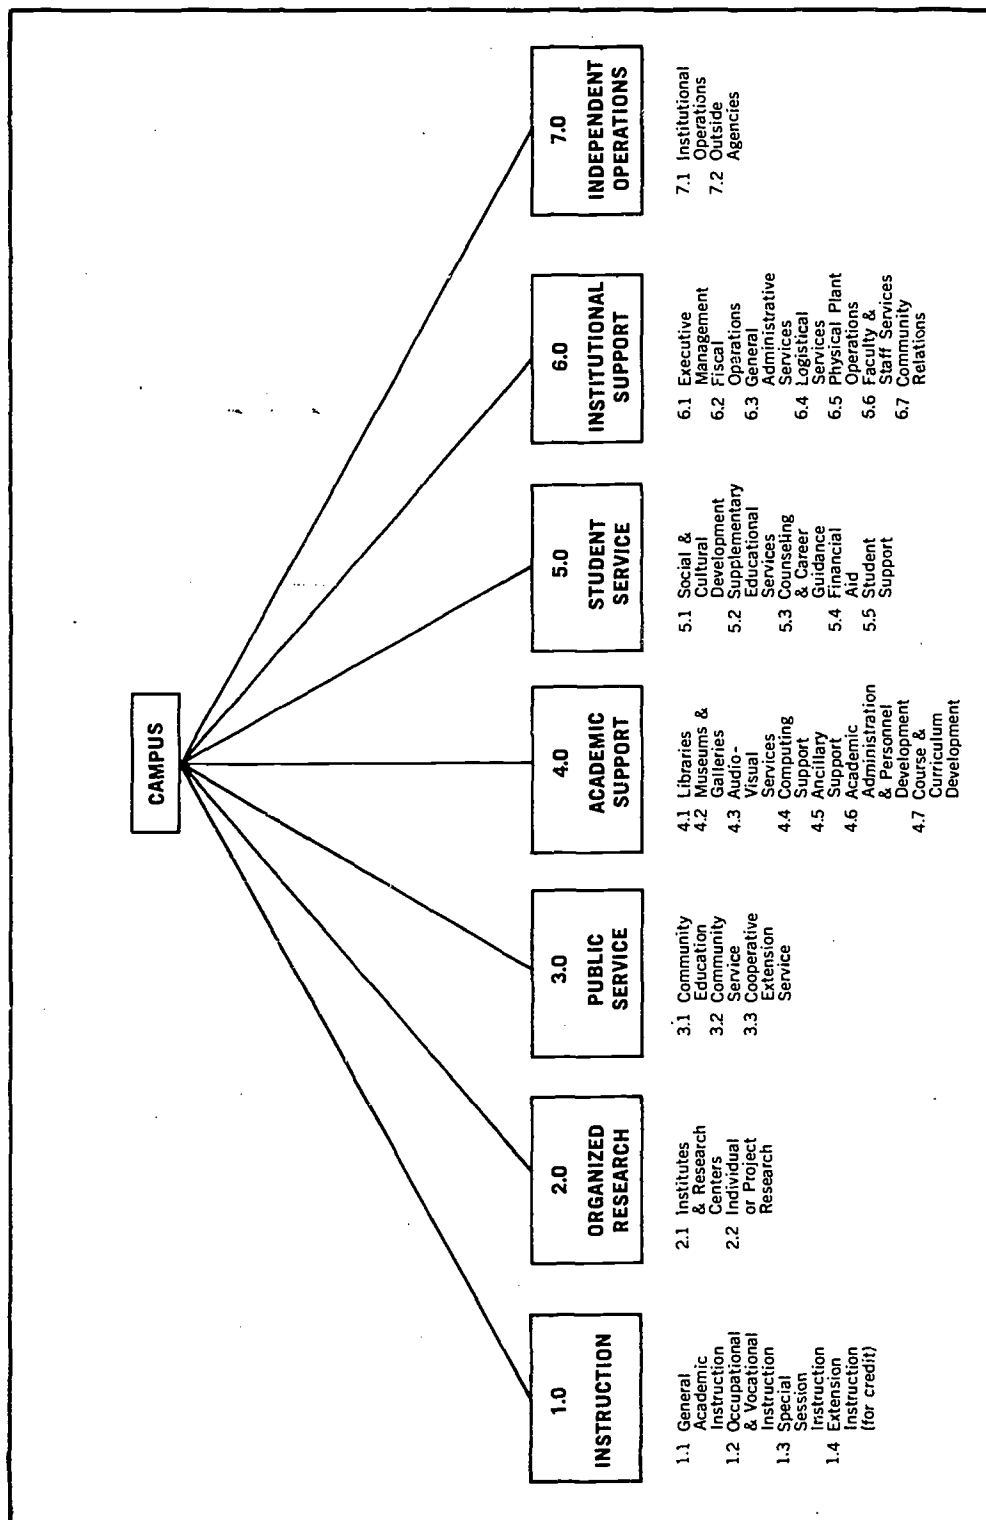 CAMPUS
1.0
INSTRUCTION
1.1 General
Academic
Instruction
1.2 Occupational
& Vocational
Instruction
1.3 Special
Session
Instruction
1.4 Extension
Instruction
(for credit)
2.0
ORGANIZED
RESEARCH
2.1 Institutes
& Research
Centers
2.2 Individual
or Project
Research
3.0
PUBLIC
SERVICE
3.1 Community
Education
3.2 Community
Service
3.3 Cooperative
Extension
Service
4.0
ACADEMIC
SUPPORT
4.1 Libraries
4.2 Museums &
Galleries
4.3 Audio-
Visual
Services
4.4 Computing
Support
4.5 Ancillary
Support
4.6 Academic
Administration
& Personnel
Development
4.7 Course &
Curriculum
Development
5.0
STUDENT
SERVICE
5.1 Social &
Cultural
Development
5.2 Supplementary
Educational
Services
5.3 Counseling
& Career
Guidance
5.4 Financial
Aid
5.5 Student
Support
6.0
INSTITUTIONAL
SUPPORT
6.1 Executive
Management
6.2 Fiscal
Operations
6.3 General
Administrative
Services
6.4 Logistical
Services
6.5 Physical Plant
Operations
5.6 Faculty &
Staff Services
6.7 Community
Relations
7.0
INDEPENDENT
OPERATIONS
7.1 Institutional
Operations
7.2 Outside
Agencies